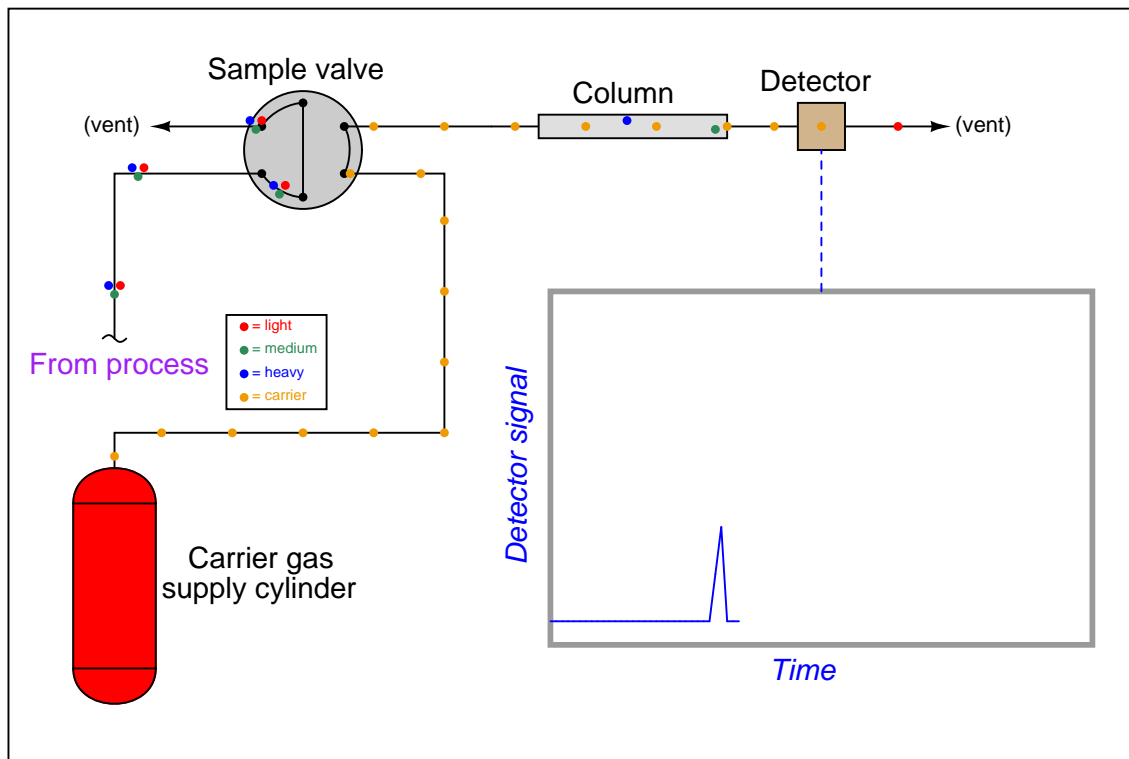 Sample valve
Column
Detector
(vent)
(vent)
From process
= light
= medium
= heavy
= carrier
Detector signal
Carrier gas
supply cylinder
Time